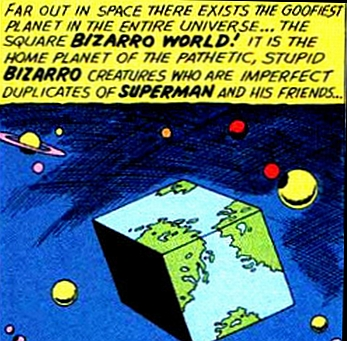 FAR OUT IN SPACE THERE EXISTS THE GOOFIEST
PLANET IN THE ENTIRE UNIVERSE... THE
SQUARE BIZARRO WORLD! IT IS THE
HOME PLANET OF THE PATHETIC, STUPID
BIZARRO CREATURES WHO ARE IMPERFECT
DUPLICATES OF SUPERMAN AND HIS FRIENDS...